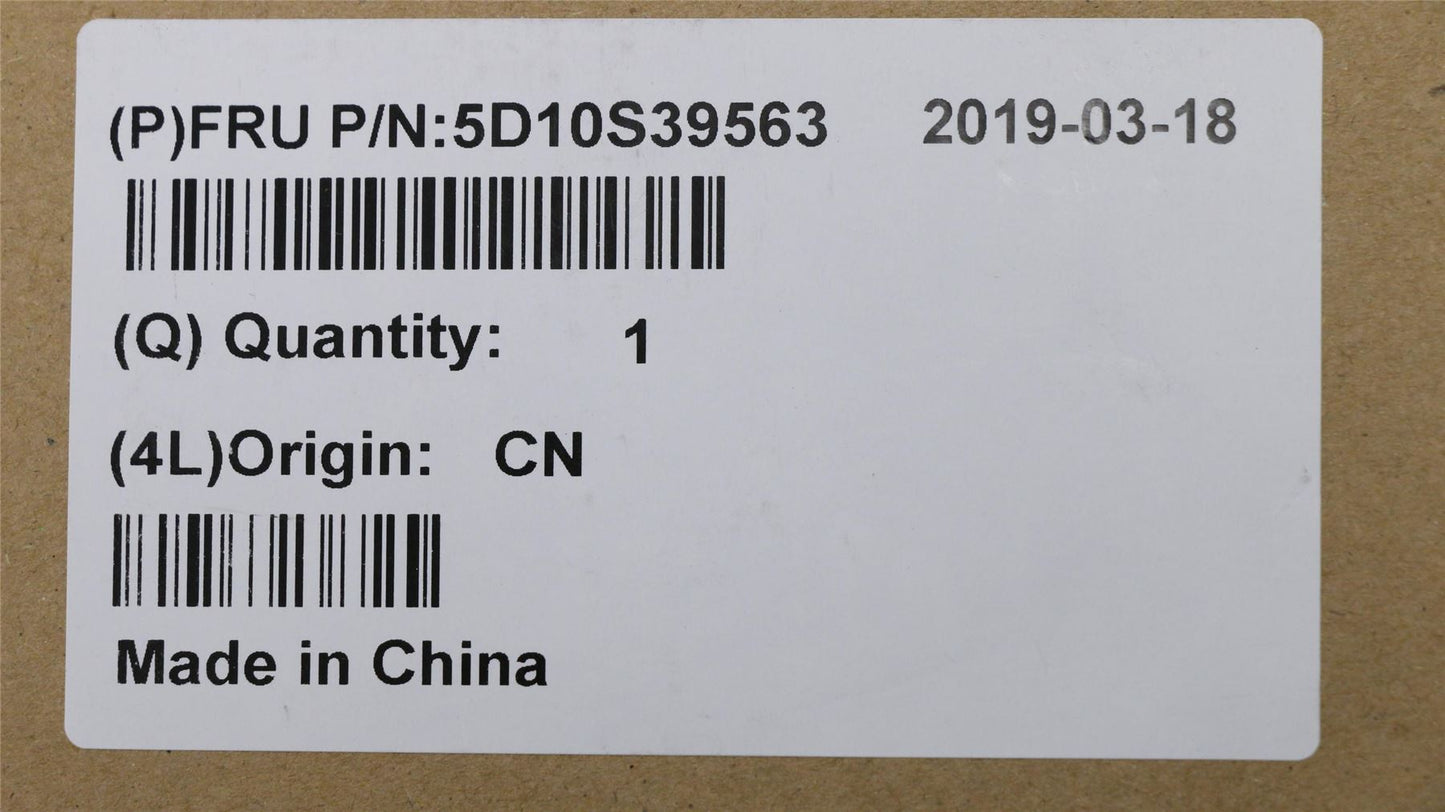 (P)FRU P/N:5D10S39563 2019-03-18
(Q) Quantity: 1
(4L)Origin: CN
Made in China